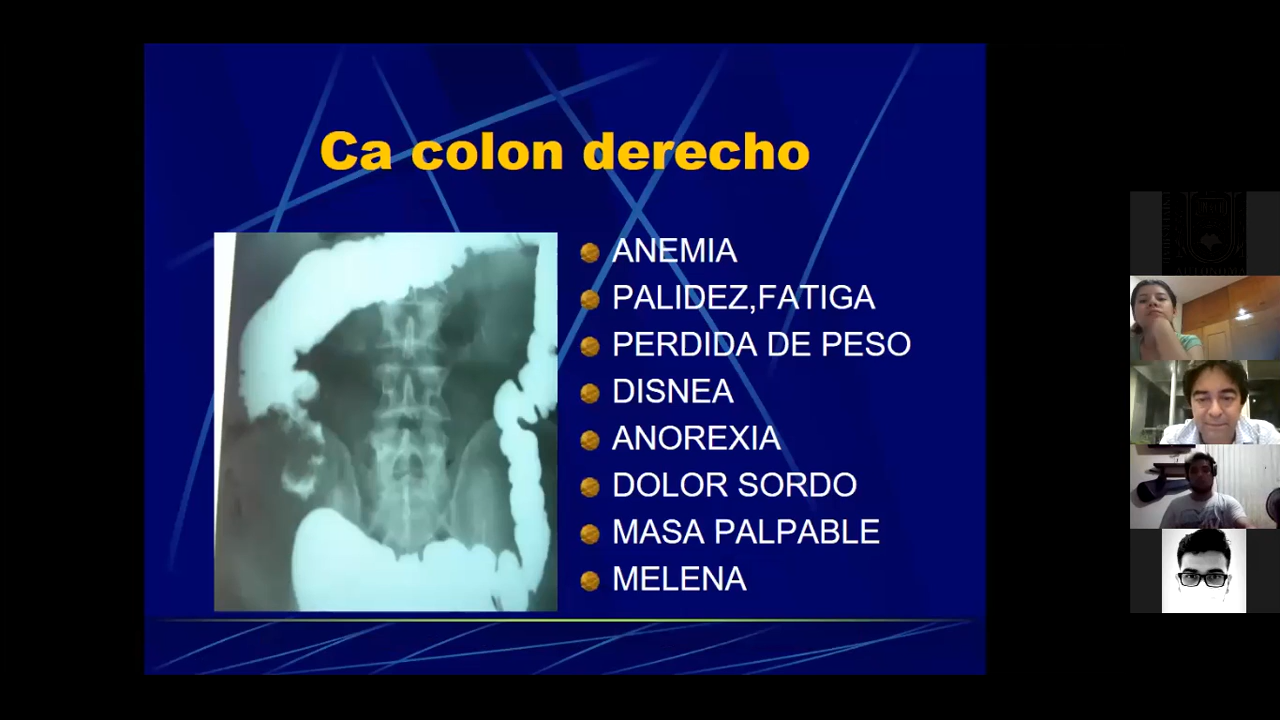 Ca colon derecho
ANEMIA
PALIDEZ,FATIGA
PERDIDA DE PESO
DISNEA
ANOREXIA
DOLOR SORDO
MASA PALPABLE
MELENA